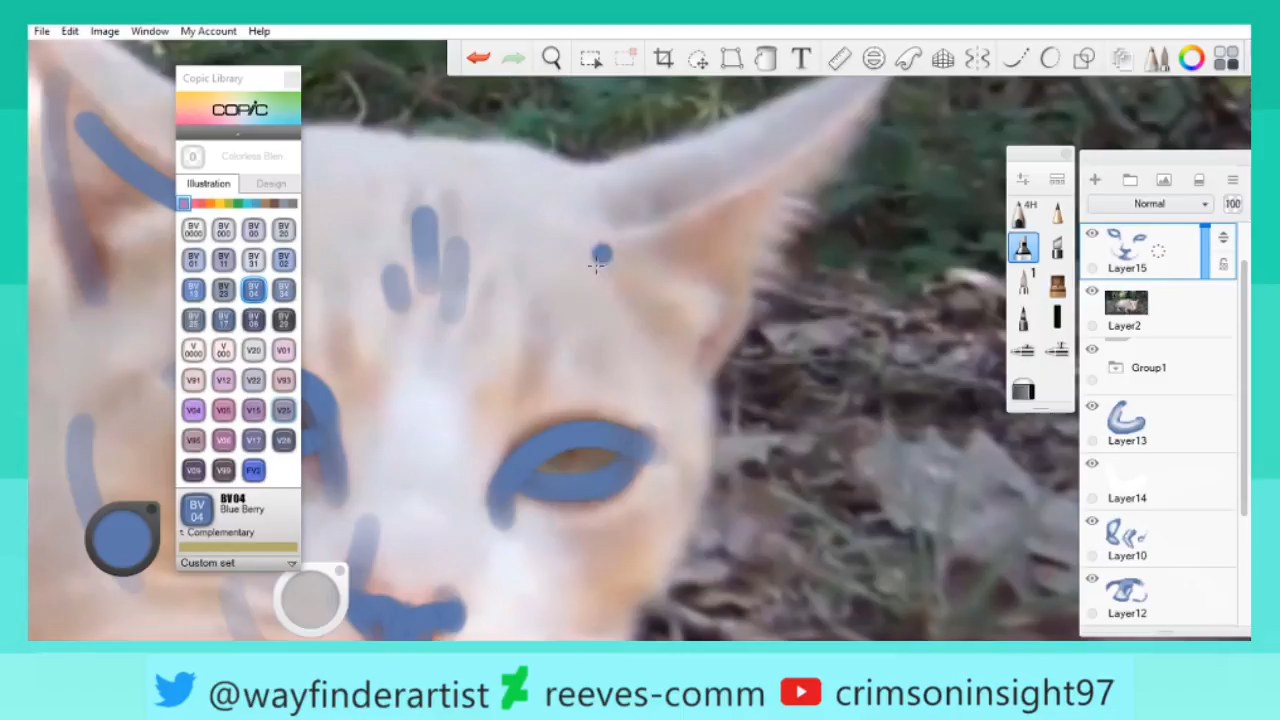 File Edit Image Window My Account Help
Copic Library
COPIC
0 Colorless Blen
Illustration Design
BV 0000 BV 000 BV 00 BV 20
BV 01 BV 11 BV 31 BV 02
BV 13 BV 23 BV 04 BV 34
BV 25 BV 17 BV 08 BV 29
V 0000 V 000 V20 V01
V91 V12 V22 V93
V04 V05 V15 V25
V95 V06 V17 V28
V09 V99 FV2
BV 04 BV04
Blue Berry
Complementary
Custom set
T
4H
1
Normal 100
Layer15
Layer2
Group1
Layer13
Layer14
Layer10
Layer12
@wayfinderartist reeves-comm crimsoninsight97